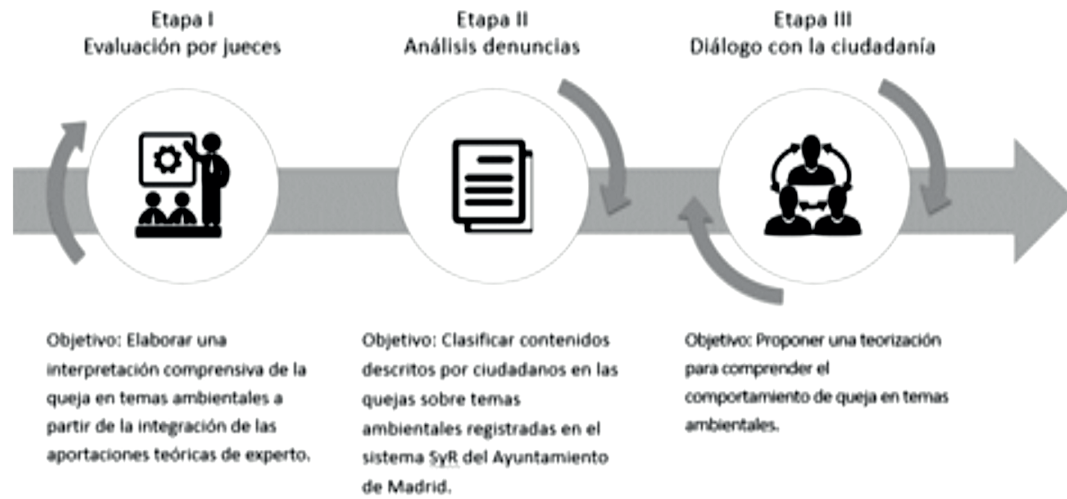 Etapa I
Evaluación por jueces
Etapa II
Análisis denuncias
Etapa III
Diálogo con la ciudadanía
Objetivo: Elaborar una
interpretación comprensiva de la
queja en temas ambientales a
partir de la integración de las
aportaciones teóricas de experto.
Objetivo: Clasificar contenidos
descritos por ciudadanos en las
quejas sobre temas
ambientales registradas en el
sistema SyR del Ayuntamiento
de Madrid.
Objetivo: Proponer una teorización
para comprender el
comportamiento de queja en temas
ambientales.